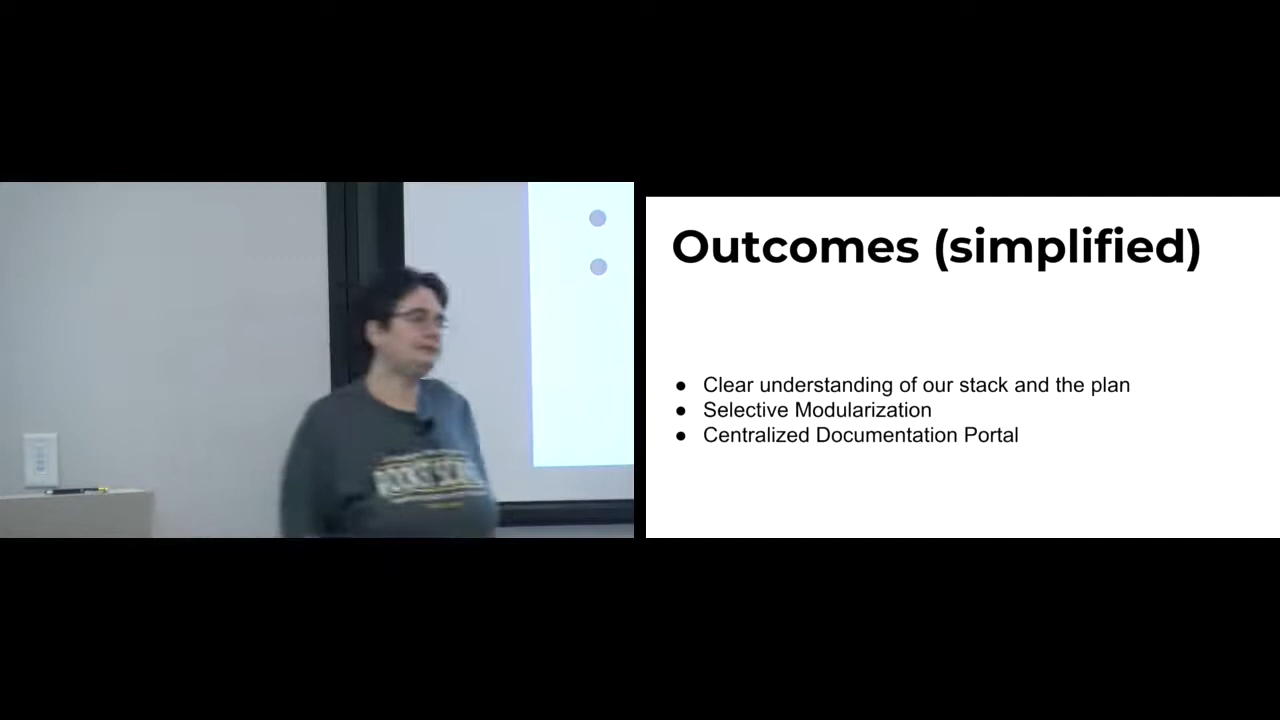 Outcomes (simplified)
● Clear understanding of our stack and the plan
● Selective Modularization
● Centralized Documentation Portal